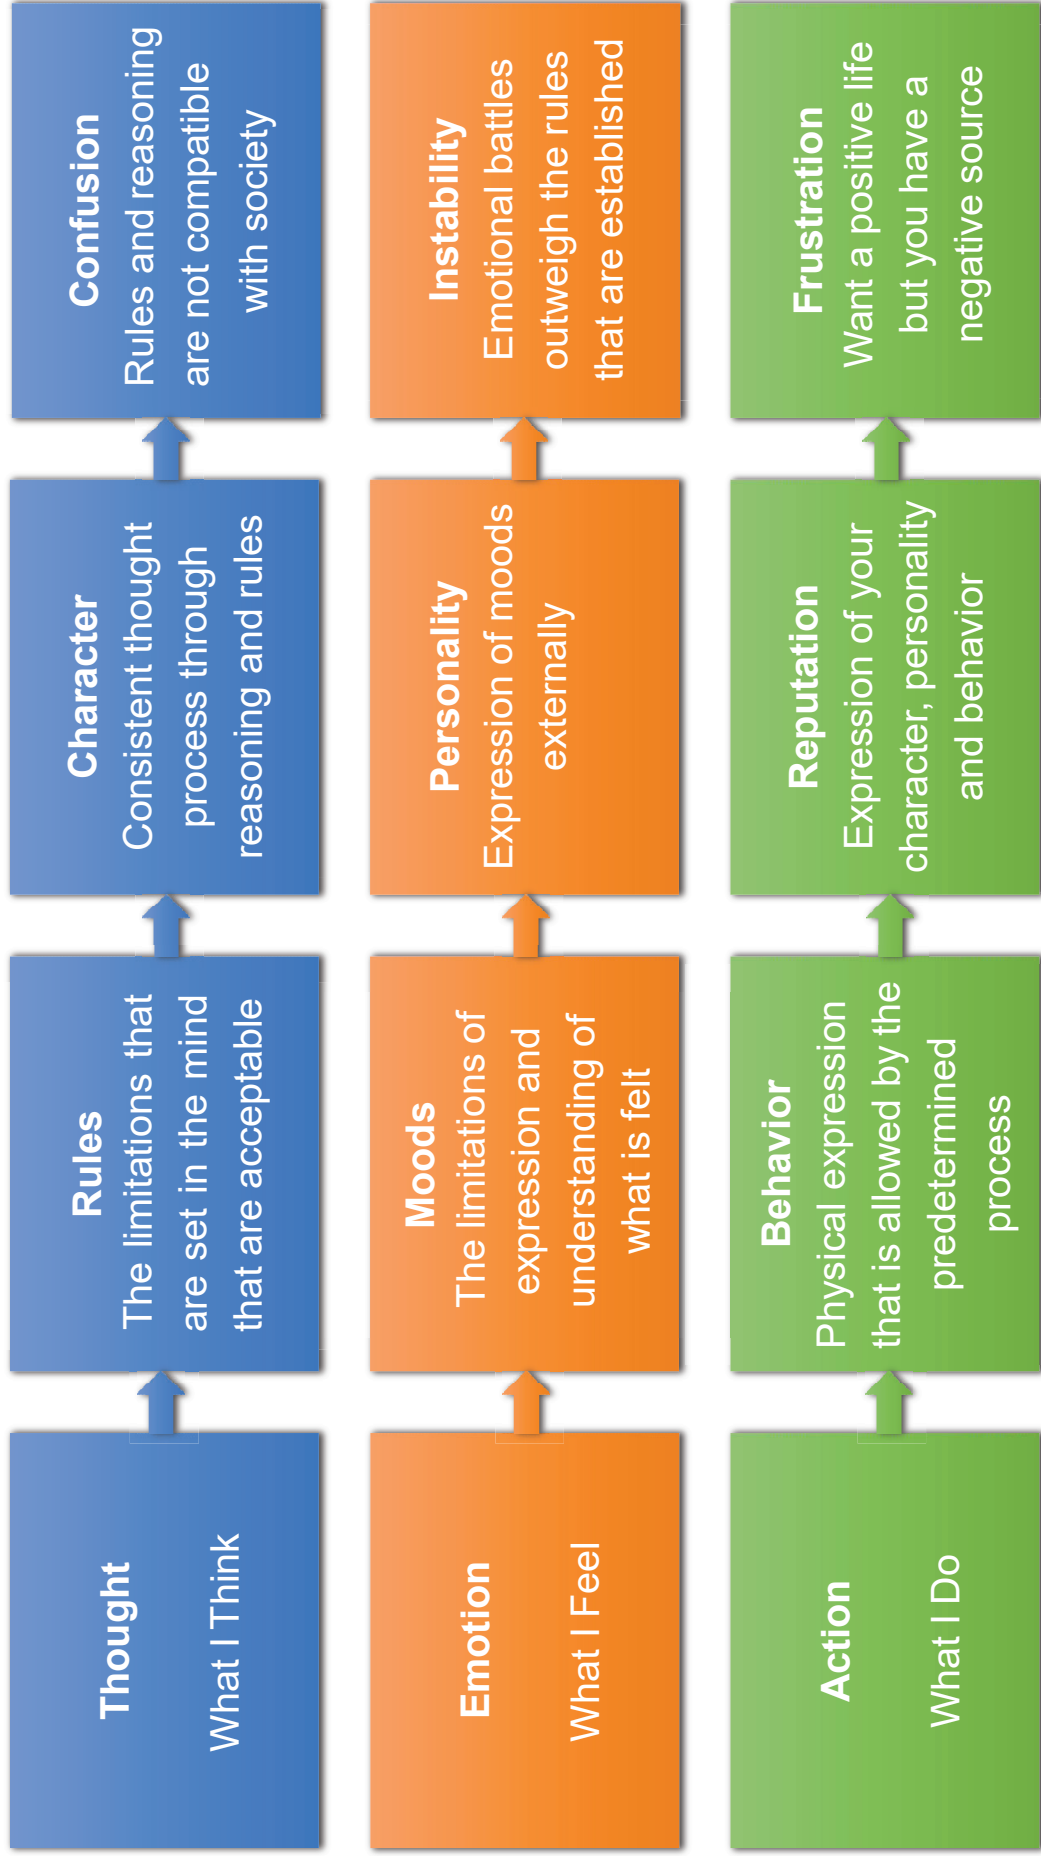 Thought
What I Think
Rules
The limitations that
are set in the mind
that are acceptable
Character
Consistent thought
process through
reasoning and rules
Confusion
Rules and reasoning
are not compatible
with society
Emotion
What I Feel
Moods
The limitations of
expression and
understanding of
what is felt
Personality
Expression of moods
externally
Instability
Emotional battles
outweigh the rules
that are established
Action
What I Do
Behavior
Physical expression
that is allowed by the
predetermined
process
Reputation
Expression of your
character, personality
and behavior
Frustration
Want a positive life
but you have a
negative source